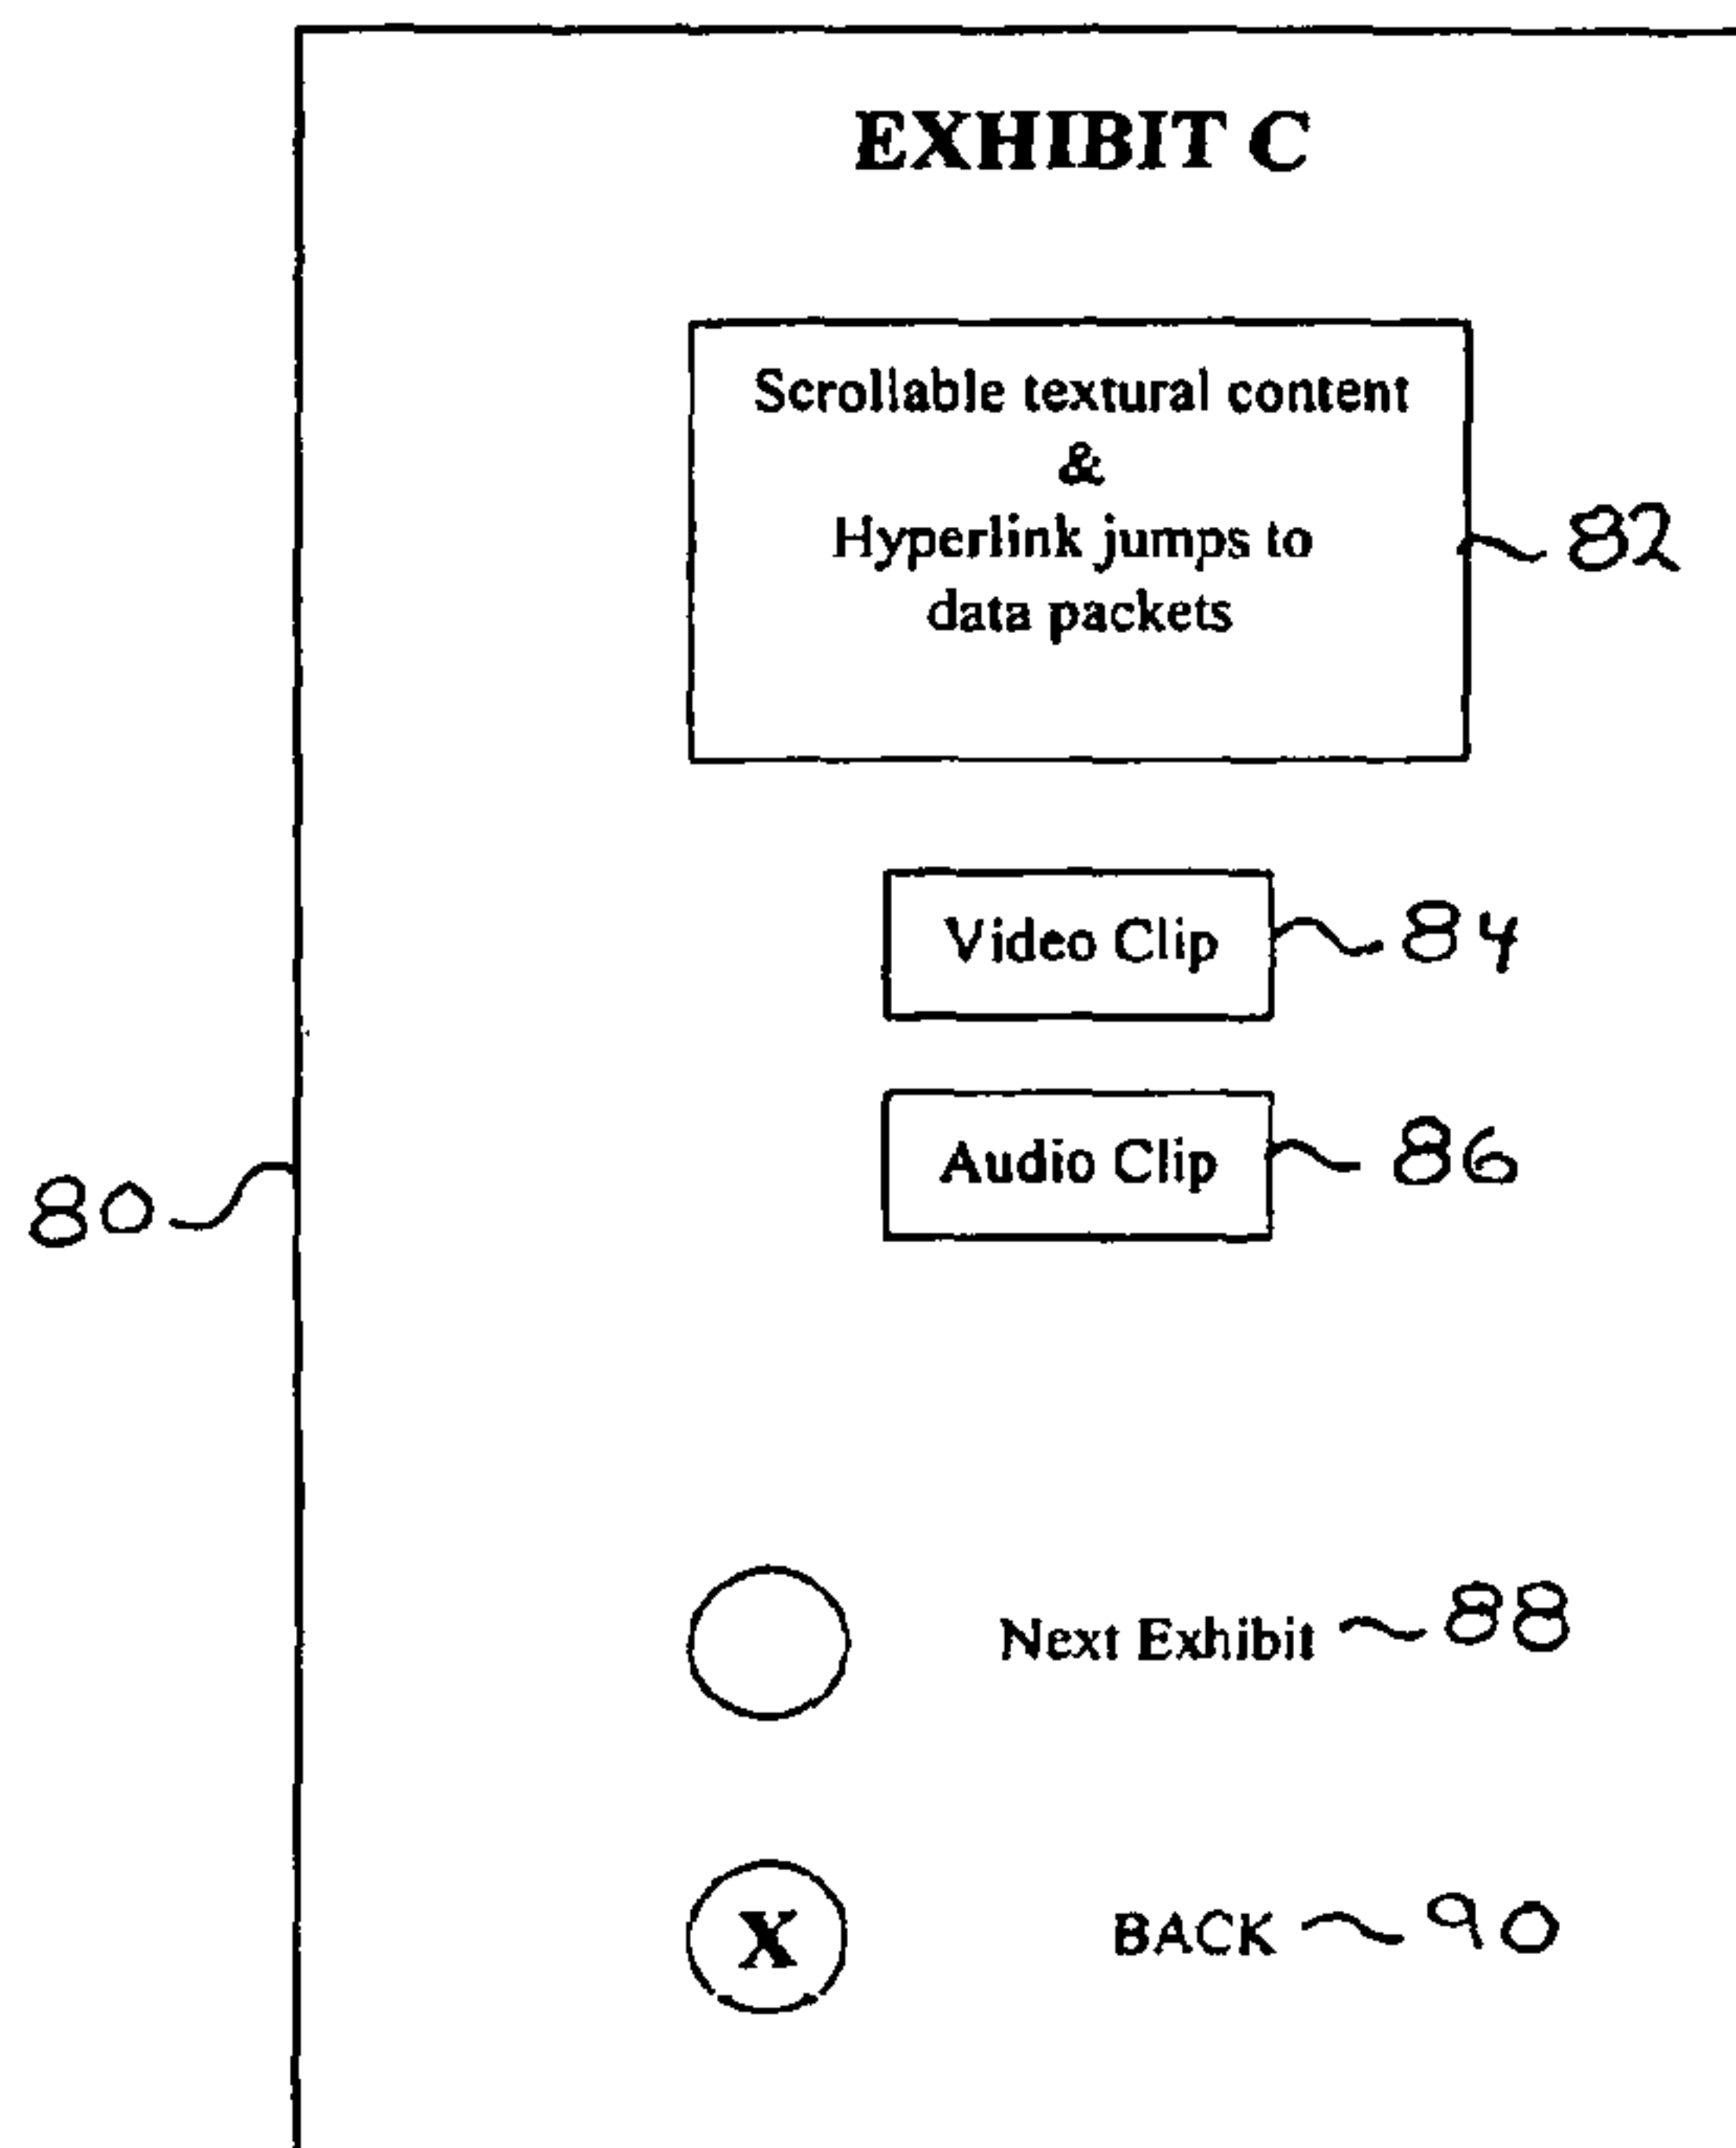 EXHIBIT C
Scrollable textural content
&
Hyperlink jumps to
data packets
82
Video Clip 84
Audio Clip 86
80
Next Exhibit 88
X BACK 90